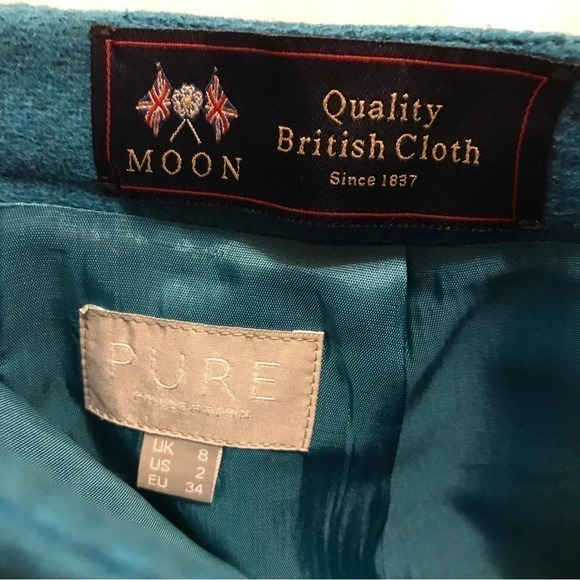 MOON
Quality
British Cloth
Since 1837
PURE
COLLECTION
UK 8
US 2
EU 34